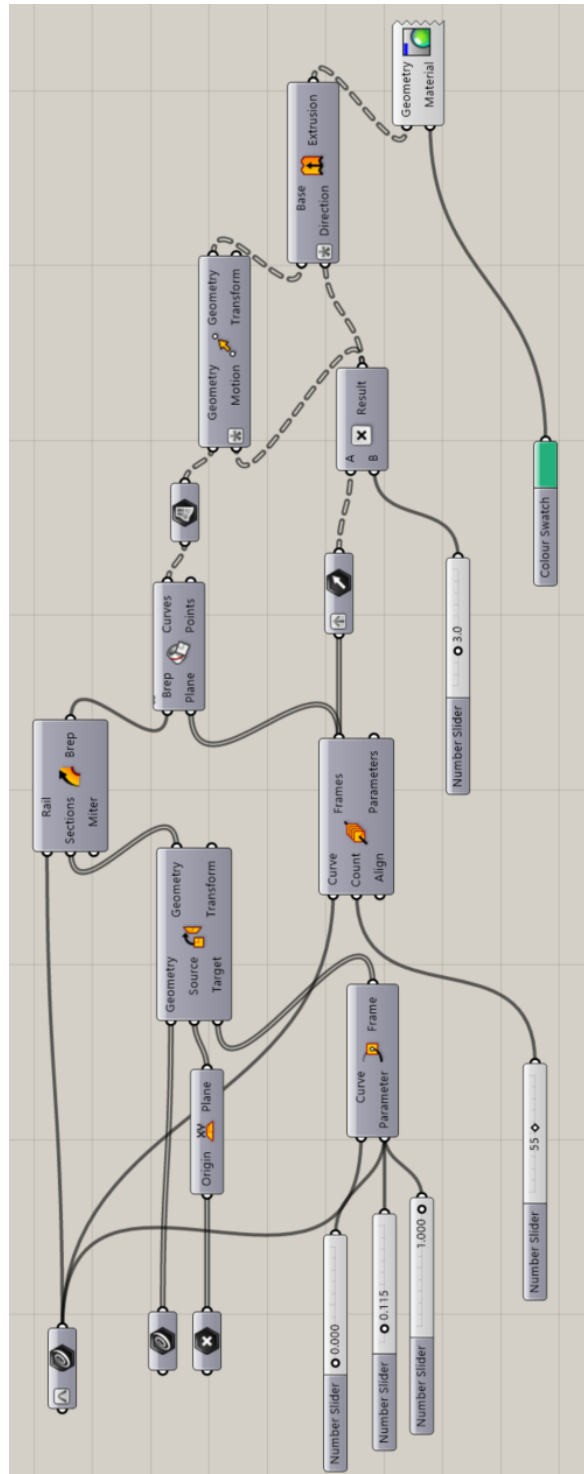 Number Slider
0.000
Number Slider
0.115
Number Slider
1.000
Number Slider
55
Origin
XY
Plane
Curve
Parameter
Frame
Geometry
Source
Target
Geometry
Transform
Curve
Count
Align
Frames
Parameters
Rail
Sections
Miter
Brep
Brep
Plane
Curves
Points
Number Slider
3.0
A
B
Result
Geometry
Motion
Geometry
Transform
Colour Swatch
Base
Direction
Extrusion
Geometry
Material